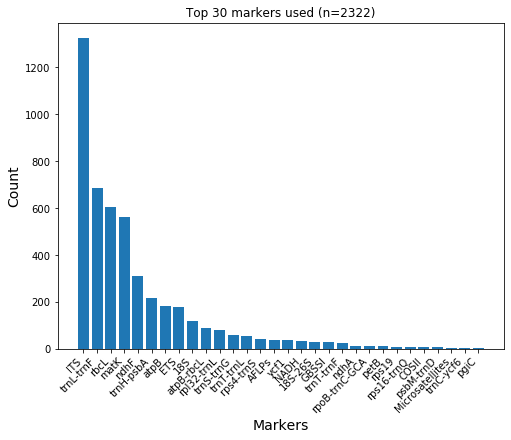 Top 30 markers used (n=2322)
Count
1200
1000
800
600
400
200
0
ITS
trnL-trnF
rbcL
matK
ndhF
trnH-psbA
atpB
ETS
18S
atpB-rbcL
rpl32-trnL
trnS-trnG
trnT-trnL
rps4-trnS
AFLPs
ycf1
NADH
18S-26S
GBSSI
trnT-trnF
ndhA
rpoB-trnC-GCA
petB
rps19
rps16-trnQ
COSII
psbM-trnD
Microsatellites
trnC-ycf6
pgiC
Markers